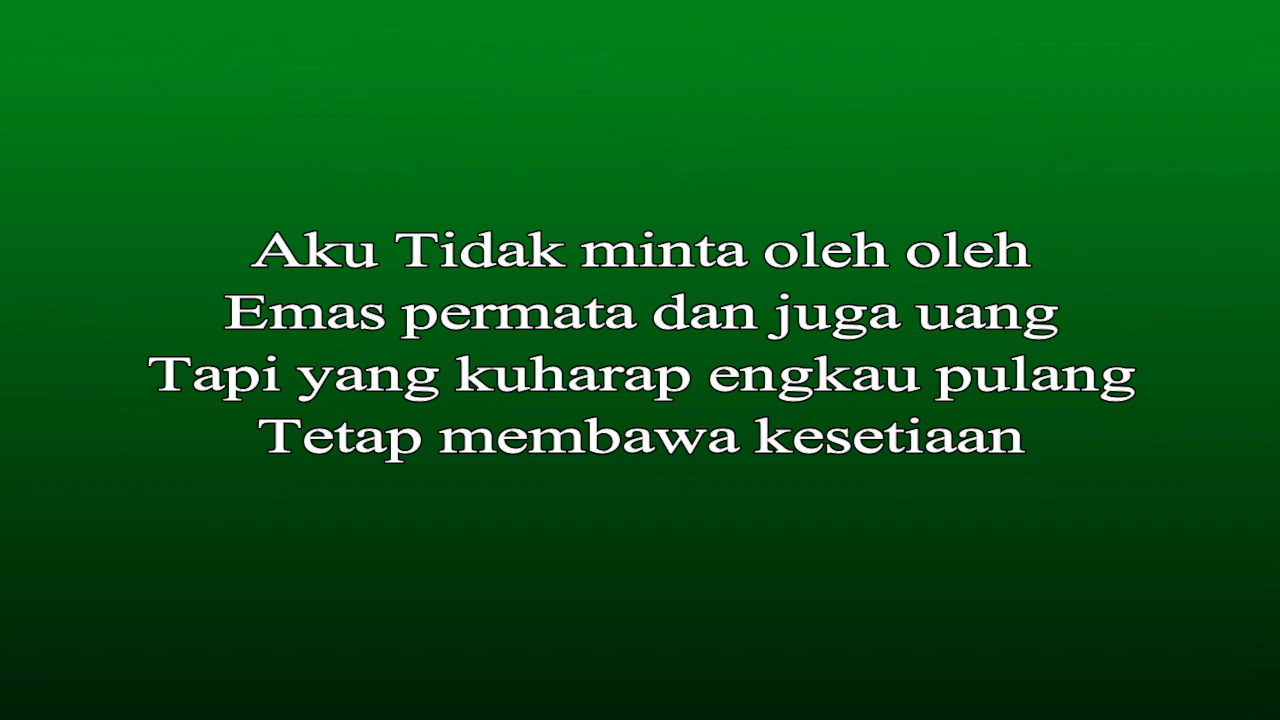 Aku Tidak minta oleh oleh
Emas permata dan juga uang
Tapi yang kuharap engkau pulang
Tetap membawa kesetiaan